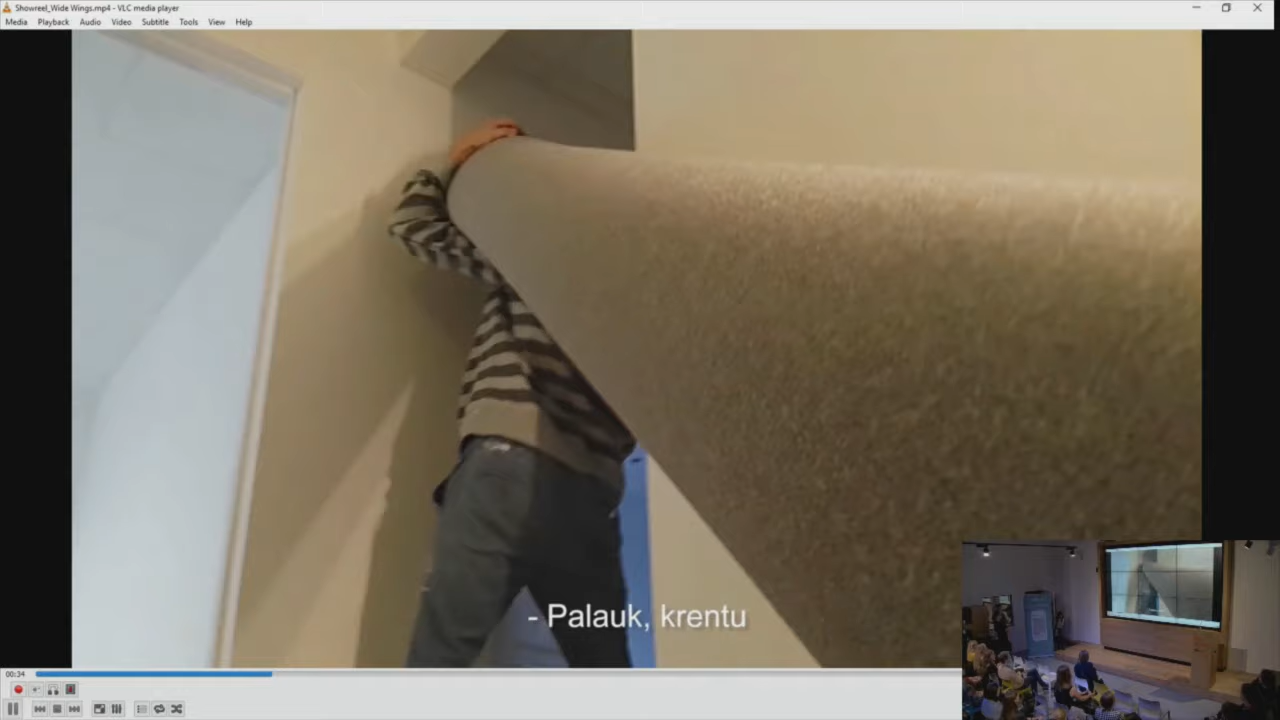 Showreel_Wide Wings.mp4 - VLC media player
Media Playback Audio Video Subtitle Tools View Help
- Palauk, krentu
00:34